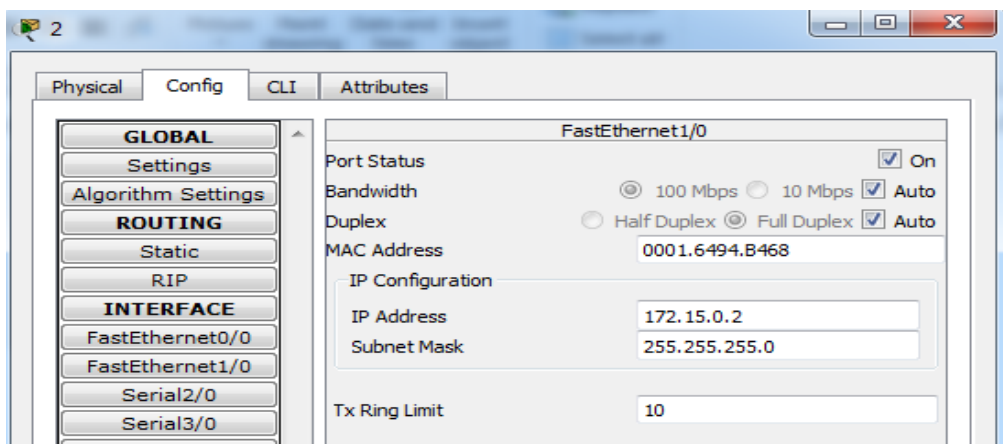 2
Physical Config CLI Attributes
GLOBAL
Settings
Algorithm Settings
ROUTING
Static
RIP
INTERFACE
FastEthernet0/0
FastEthernet1/0
Serial2/0
Serial3/0
FastEthernet1/0
Port Status On
Bandwidth 100 Mbps 10 Mbps Auto
Duplex Half Duplex Full Duplex Auto
MAC Address 0001.6494.B468
IP Configuration
IP Address 172.15.0.2
Subnet Mask 255.255.255.0
Tx Ring Limit 10